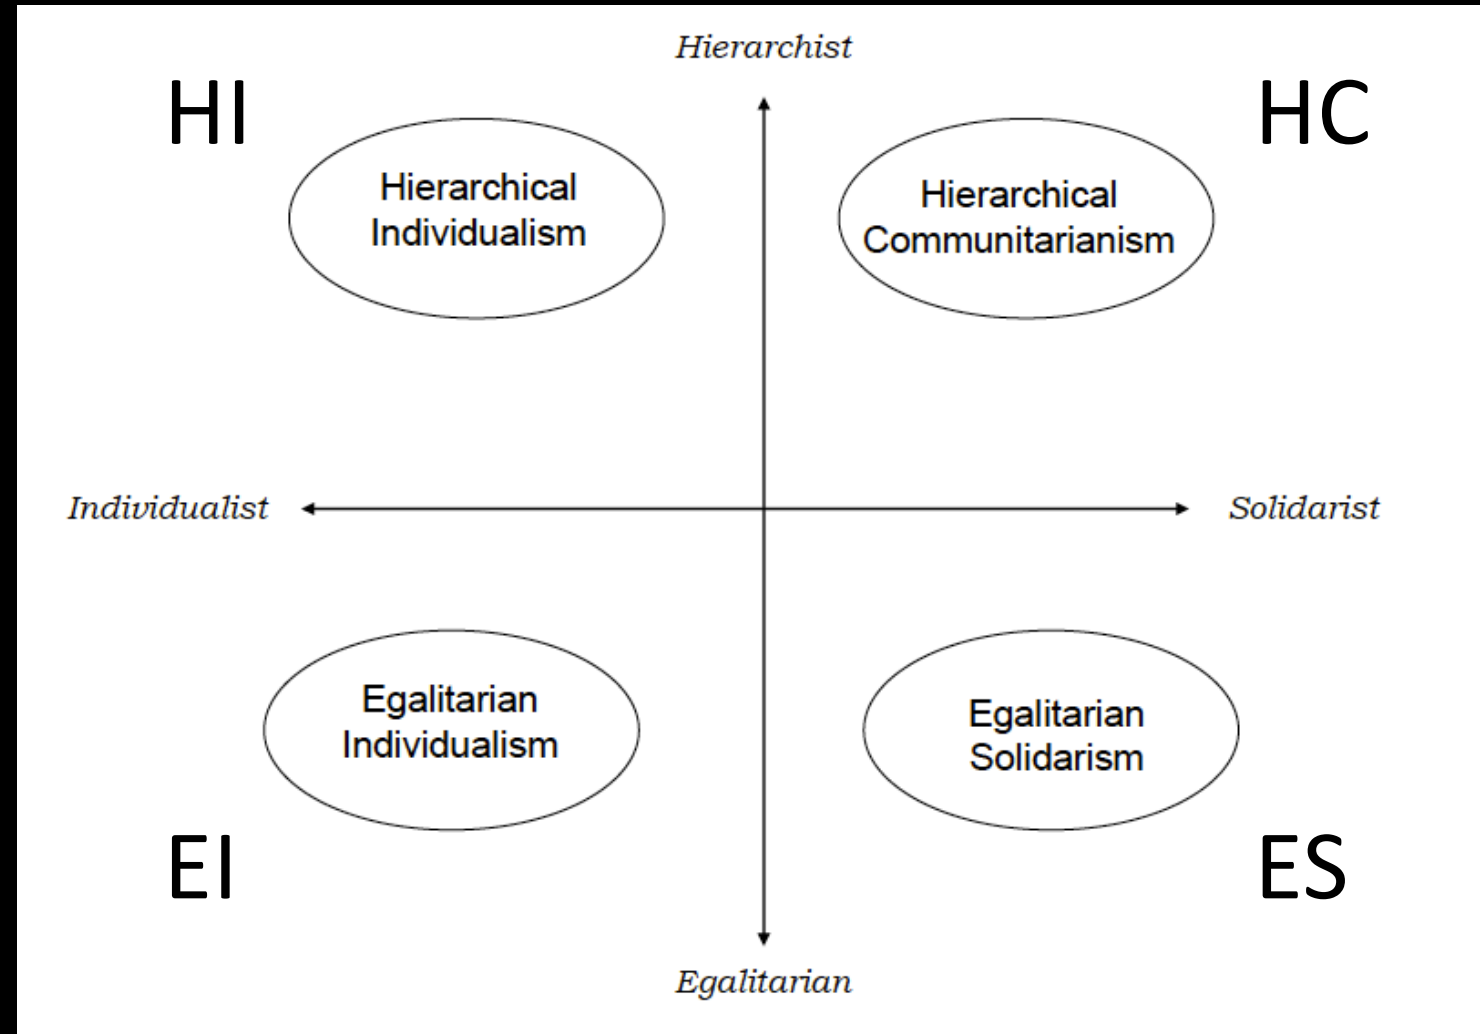 Hierarchist
HI
HC
Hierarchical
Individualism
Hierarchical
Communitarianism
Individualist
Solidarist
Egalitarian
Individualism
Egalitarian
Solidarism
EI
ES
Egalitarian